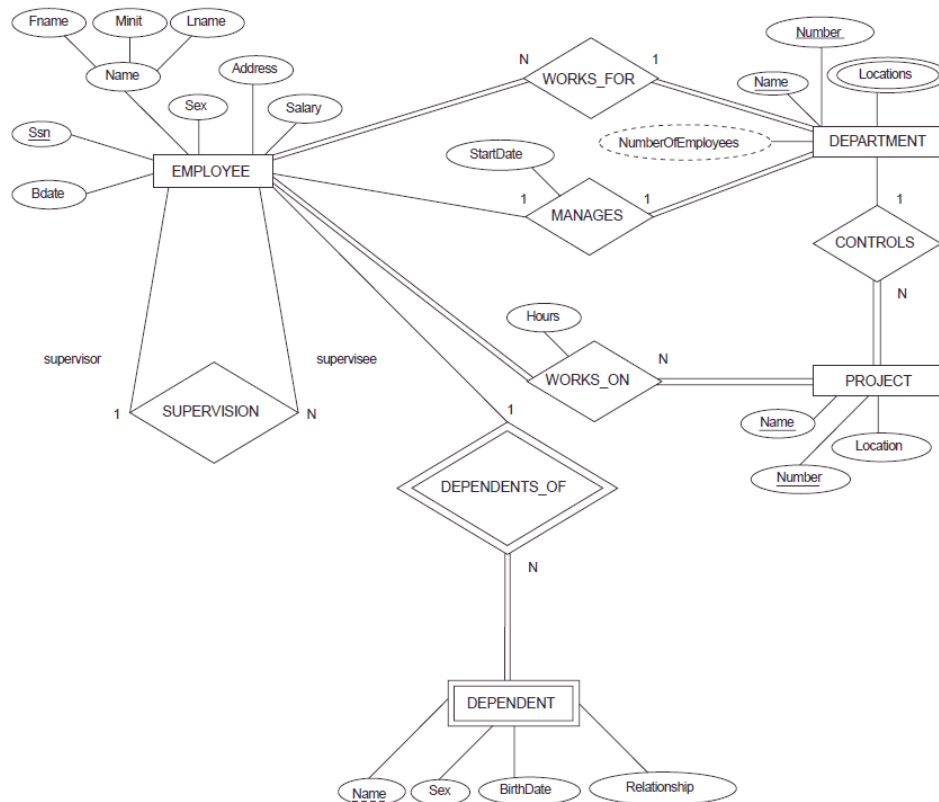 Fname
Minit
Lname
Name
Address
Sex
Salary
Ssn
Bdate
EMPLOYEE
N
WORKS_FOR
1
Number
Name
Locations
NumberOfEmployees
DEPARTMENT
StartDate
1
MANAGES
1
1
CONTROLS
N
supervisor
supervisee
1
SUPERVISION
N
Hours
WORKS_ON
N
PROJECT
Name
Location
Number
1
DEPENDENTS_OF
N
DEPENDENT
Name
Sex
BirthDate
Relationship